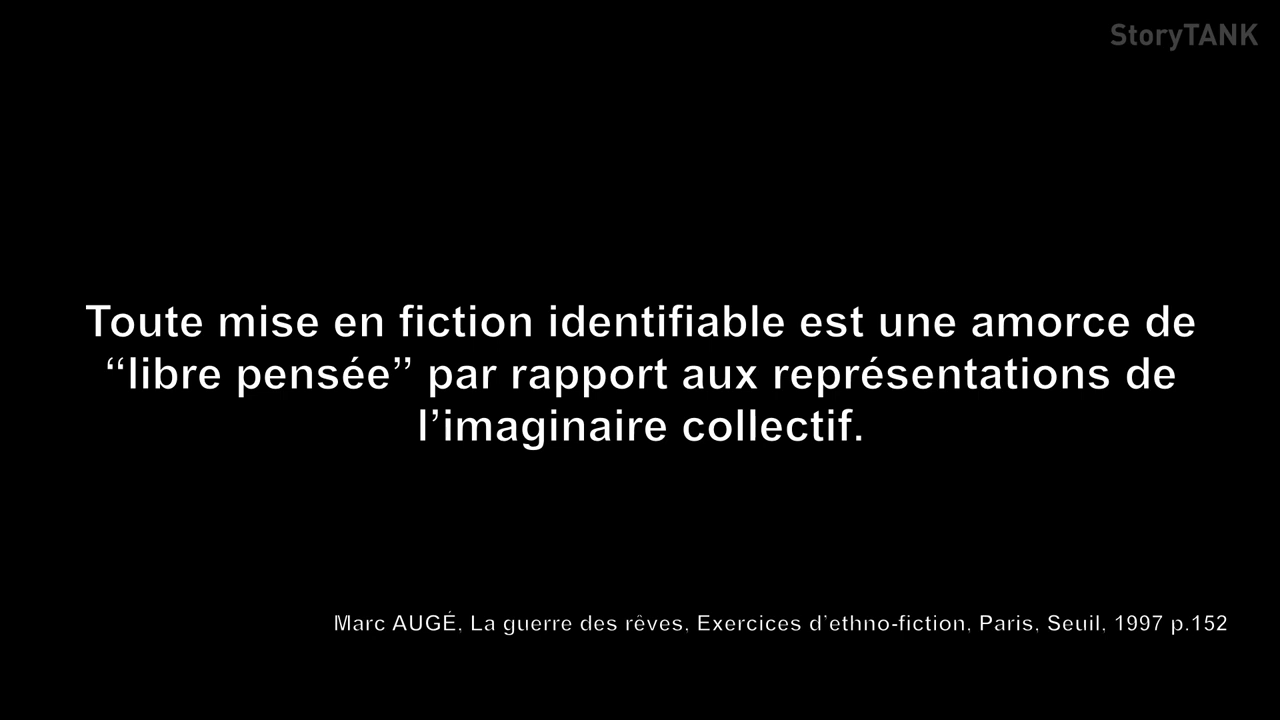 StoryTANK
Toute mise en fiction identifiable est une amorce de
“libre pensée” par rapport aux représentations de
l’imaginaire collectif.
Marc AUGÉ, La guerre des rêves, Exercices d’ethno-fiction, Paris, Seuil, 1997 p.152